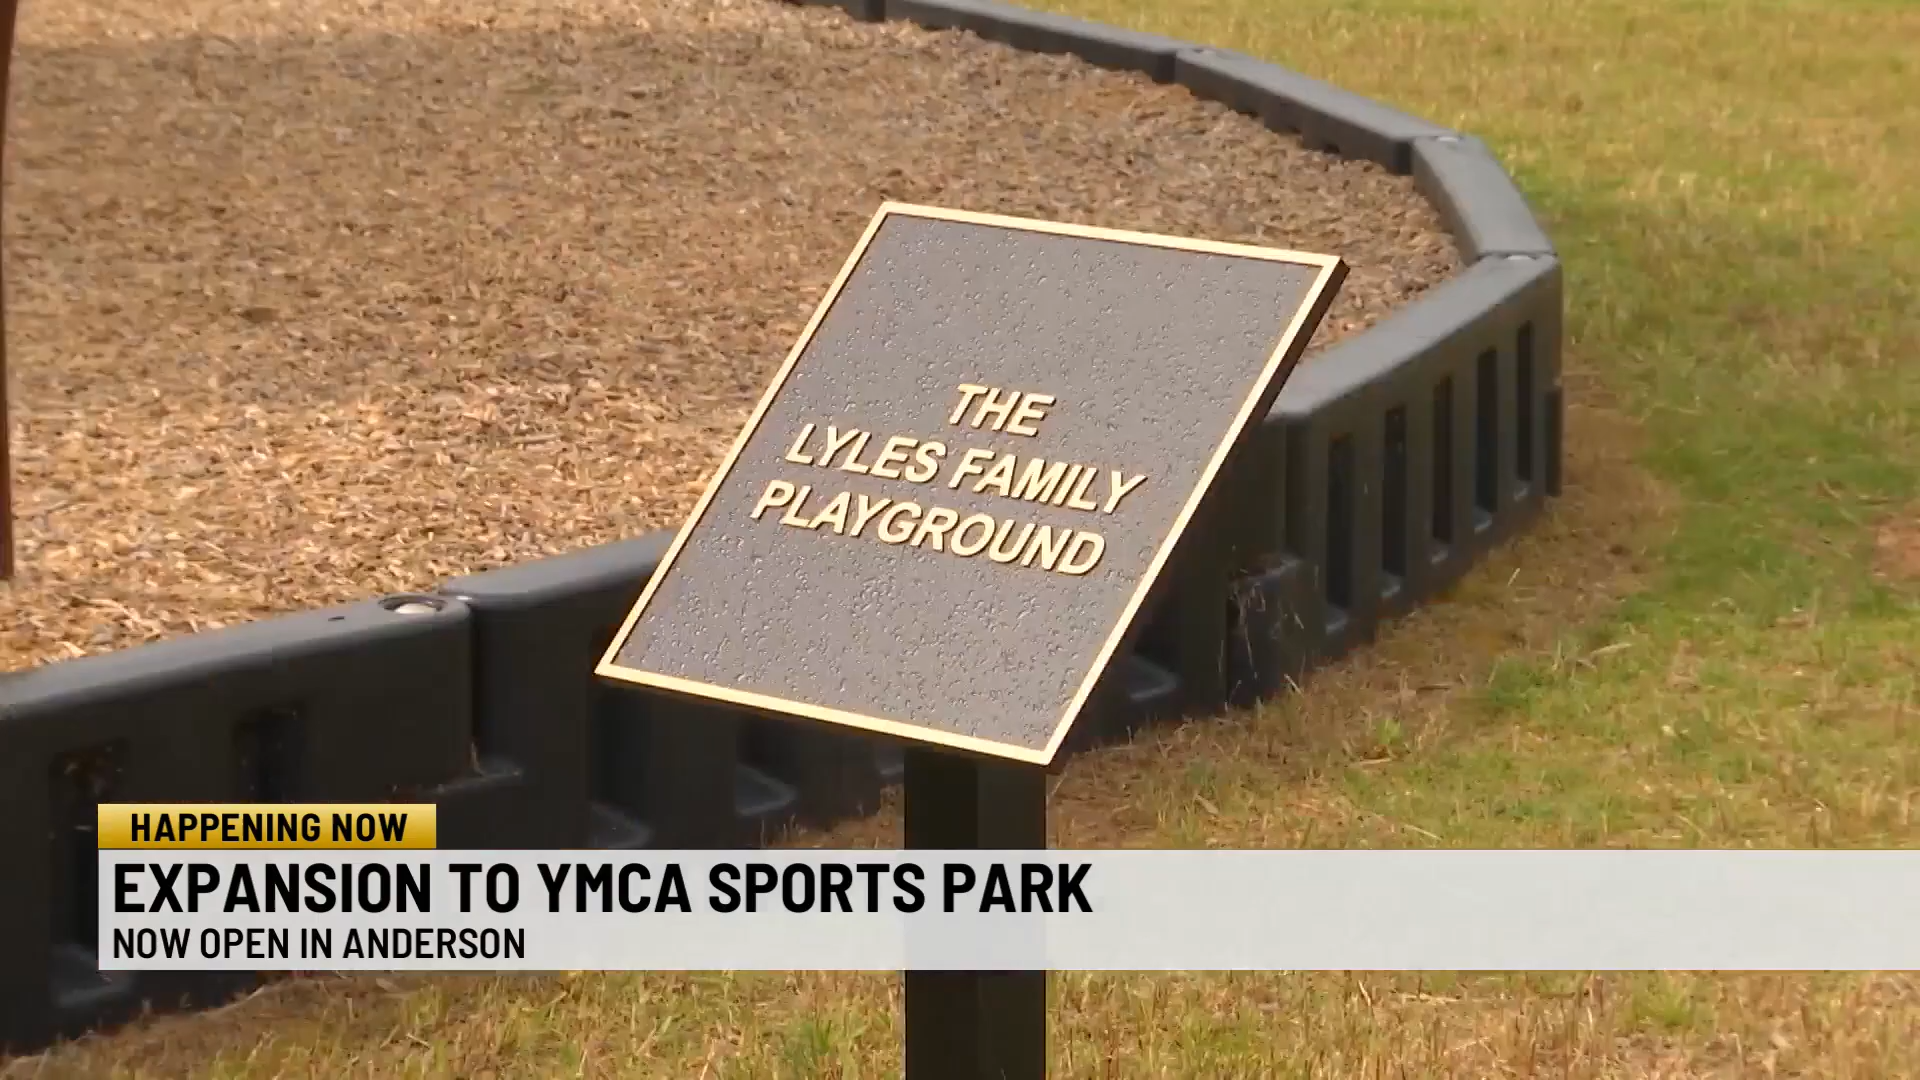 THE
LYLES FAMILY
PLAYGROUND
HAPPENING NOW
EXPANSION TO YMCA SPORTS PARK
NOW OPEN IN ANDERSON